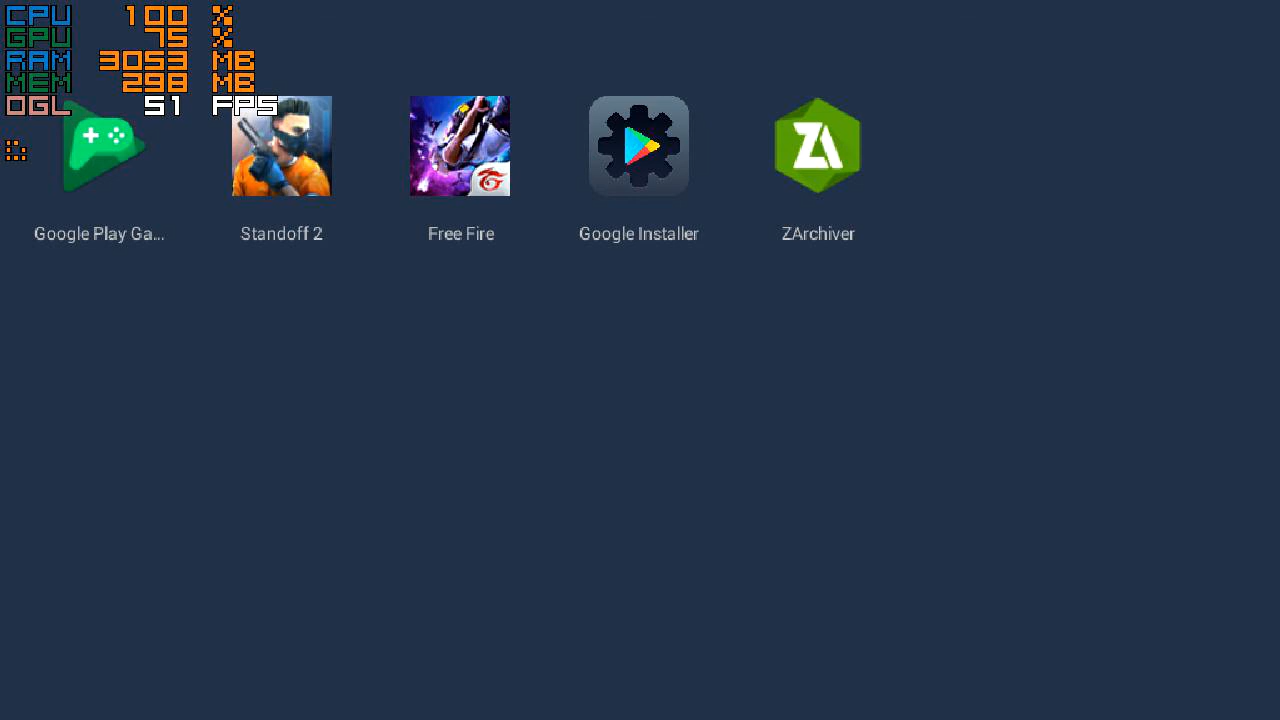 CPU 100 %
GPU 75 %
RAM 3053 MB
MEM 298 MB
OGL 51 FPS
ZA
Google Play Ga...
Standoff 2
Free Fire
Google Installer
ZArchiver